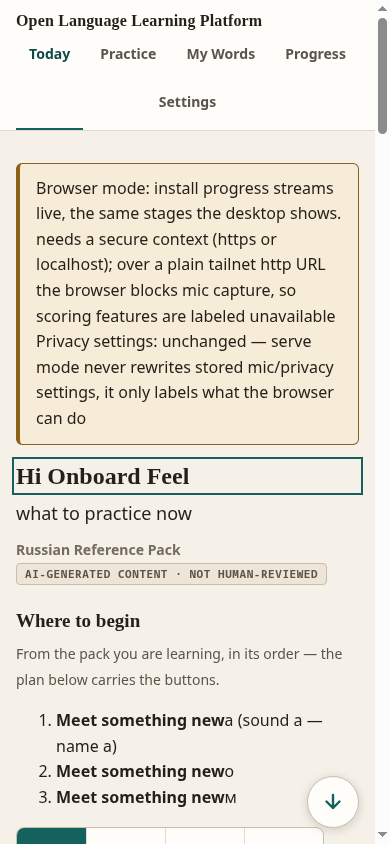 Open Language Learning Platform
Today Practice My Words Progress
Settings
Browser mode: install progress streams
live, the same stages the desktop shows.
needs a secure context (https or
localhost); over a plain tailnet http URL
the browser blocks mic capture, so
scoring features are labeled unavailable
Privacy settings: unchanged — serve
mode never rewrites stored mic/privacy
settings, it only labels what the browser
can do
Hi Onboard Feel
what to practice now
Russian Reference Pack
AI-GENERATED CONTENT · NOT HUMAN-REVIEWED
Where to begin
From the pack you are learning, in its order — the
plan below carries the buttons.
1. Meet something newа (sound a —
name a)
2. Meet something newо
3. Meet something newм